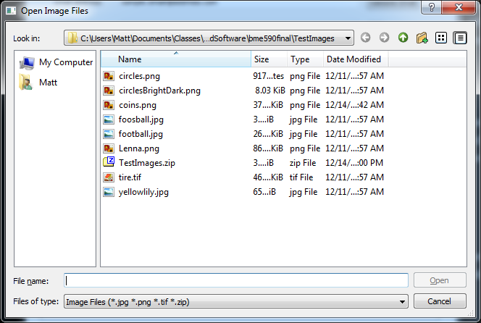 Open Image Files
Look in: C:\Users\Matt\Documents\Classes\...dSoftware\bme590final\TestImages
My Computer
Matt
Name Size Type Date Modified
circles.png 917...tes png File 12/11/...:57 AM
circlesBrightDark.png 8.03 KiB png File 12/11/...:57 AM
coins.png 37....KiB png File 12/14/...:42 AM
foosball.jpg 3....iB jpg File 12/11/...:57 AM
football.jpg 26....KiB jpg File 12/11/...:57 AM
Lenna.png 86....KiB png File 12/11/...:57 AM
TestImages.zip 3....iB zip File 12/14/...:00 PM
tire.tif 46....KiB tif File 12/11/...:57 AM
yellowlily.jpg 65...iB jpg File 12/11/...:57 AM
File name: Open
Files of type: Image Files (*.jpg *.png *.tif *.zip) Cancel